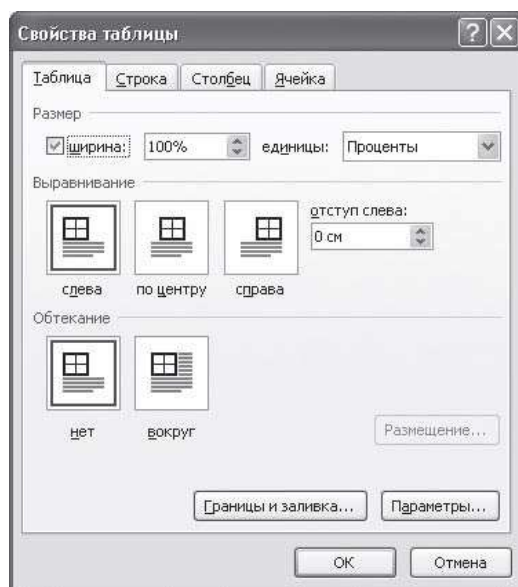 Свойства таблицы
Таблица Строка Столбец Ячейка
Размер
ширина: 100% единицы: Проценты
Выравнивание
отступ слева:
0 см
слева по центру справа
Обтекание
нет вокруг
Размещение...
Границы и заливка... Параметры...
ОК Отмена